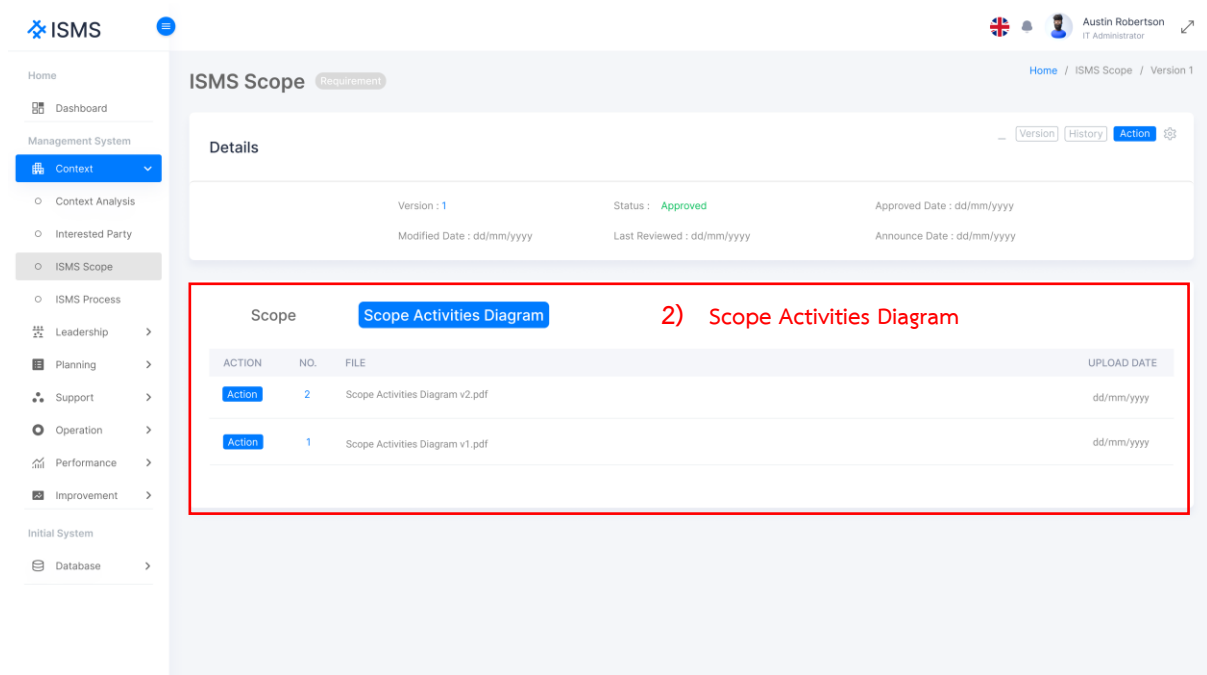 ISMS
Austin Robertson
IT Administrator
Home
Dashboard
Management System
Context
Context Analysis
Interested Party
ISMS Scope
ISMS Process
Leadership
Planning
Support
Operation
Performance
Improvement
Initial System
Database
ISMS Scope Requirement
Home / ISMS Scope / Version 1
Details
_ Version History Action
Version : 1 Status : Approved Approved Date : dd/mm/yyyy
Modified Date : dd/mm/yyyy Last Reviewed : dd/mm/yyyy Announce Date : dd/mm/yyyy
Scope Scope Activities Diagram 2) Scope Activities Diagram
ACTION NO. FILE UPLOAD DATE
Action 2 Scope Activities Diagram v2.pdf dd/mm/yyyy
Action 1 Scope Activities Diagram v1.pdf dd/mm/yyyy